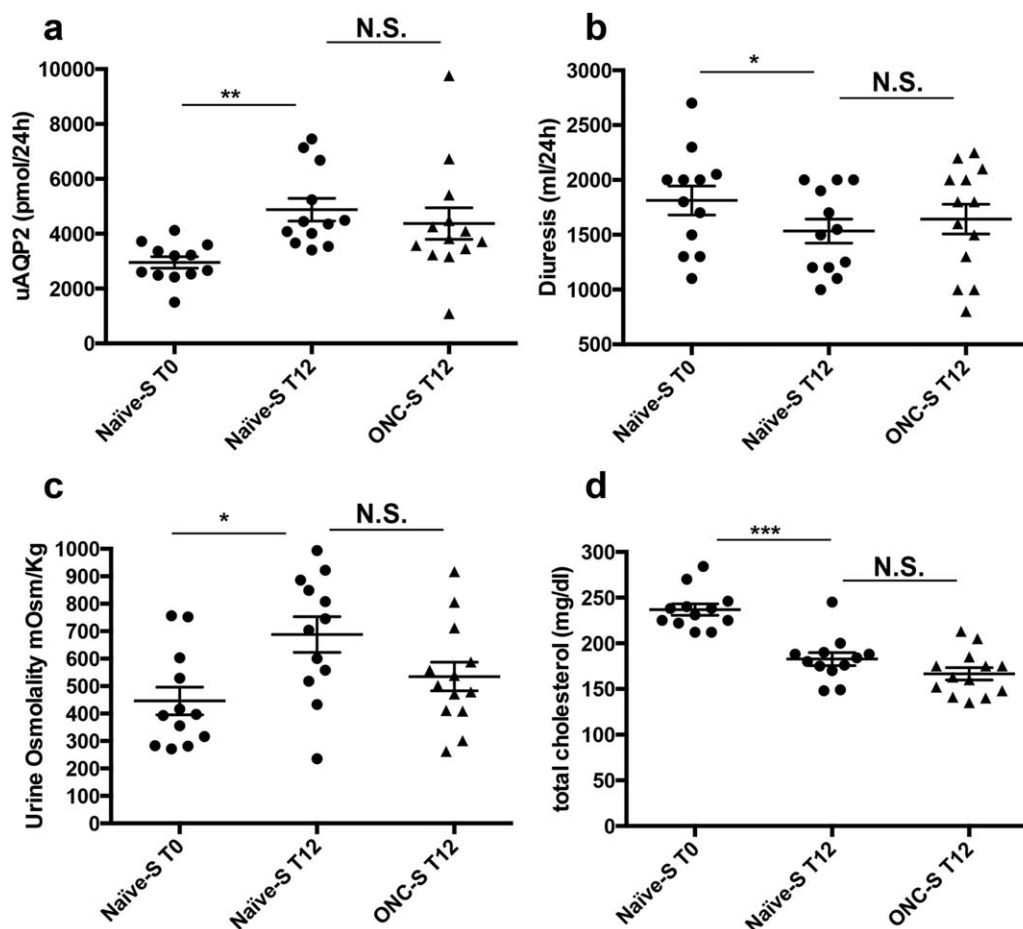 a
N.S.
**
uAQP2 (pmol/24h)
10000
8000
6000
4000
2000
0
Naïve-S T0
Naïve-S T12
ONC-S T12
b
*
N.S.
Diuresis (ml/24h)
3000
2500
2000
1500
1000
500
Naïve-S T0
Naïve-S T12
ONC-S T12
c
*
N.S.
Urine Osmolality mOsm/Kg
1000
900
800
700
600
500
400
300
200
100
0
Naïve-S T0
Naïve-S T12
ONC-S T12
d
***
N.S.
total cholesterol (mg/dl)
300
250
200
150
100
50
0
Naïve-S T0
Naïve-S T12
ONC-S T12